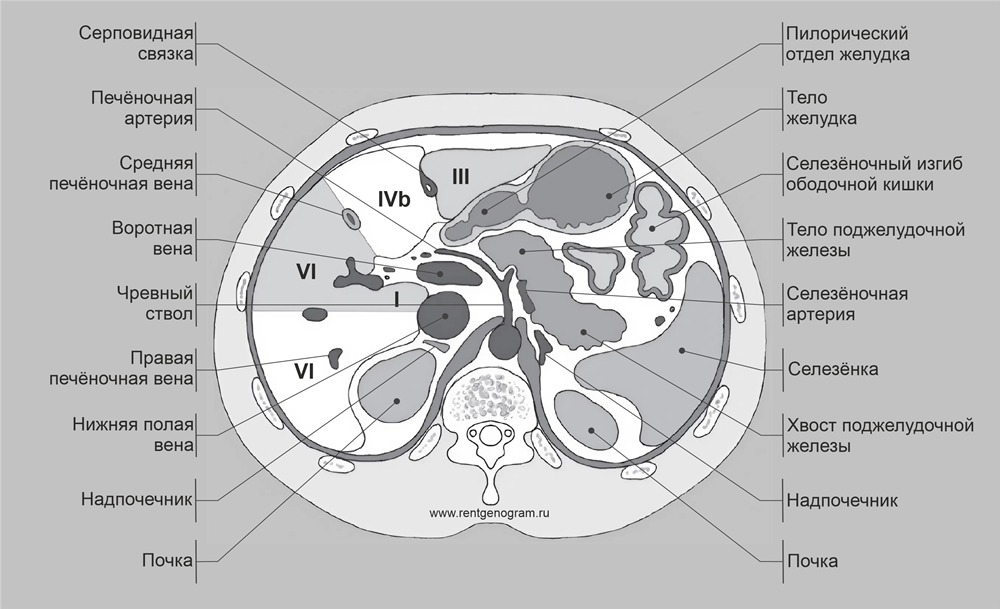 Серповидная
связка
Печёночная
артерия
Средняя
печёночная вена
Воротная
вена
Чревный
ствол
Правая
печёночная вена
Нижняя полая
вена
Надпочечник
Почка
Пилорический
отдел желудка
Тело
желудка
Селезёночный изгиб
ободочной кишки
Тело поджелудочной
железы
Селезёночная
артерия
Селезёнка
Хвост поджелудочной
железы
Надпочечник
Почка
III
IVb
VI
I
VI
www.rentgenogram.ru